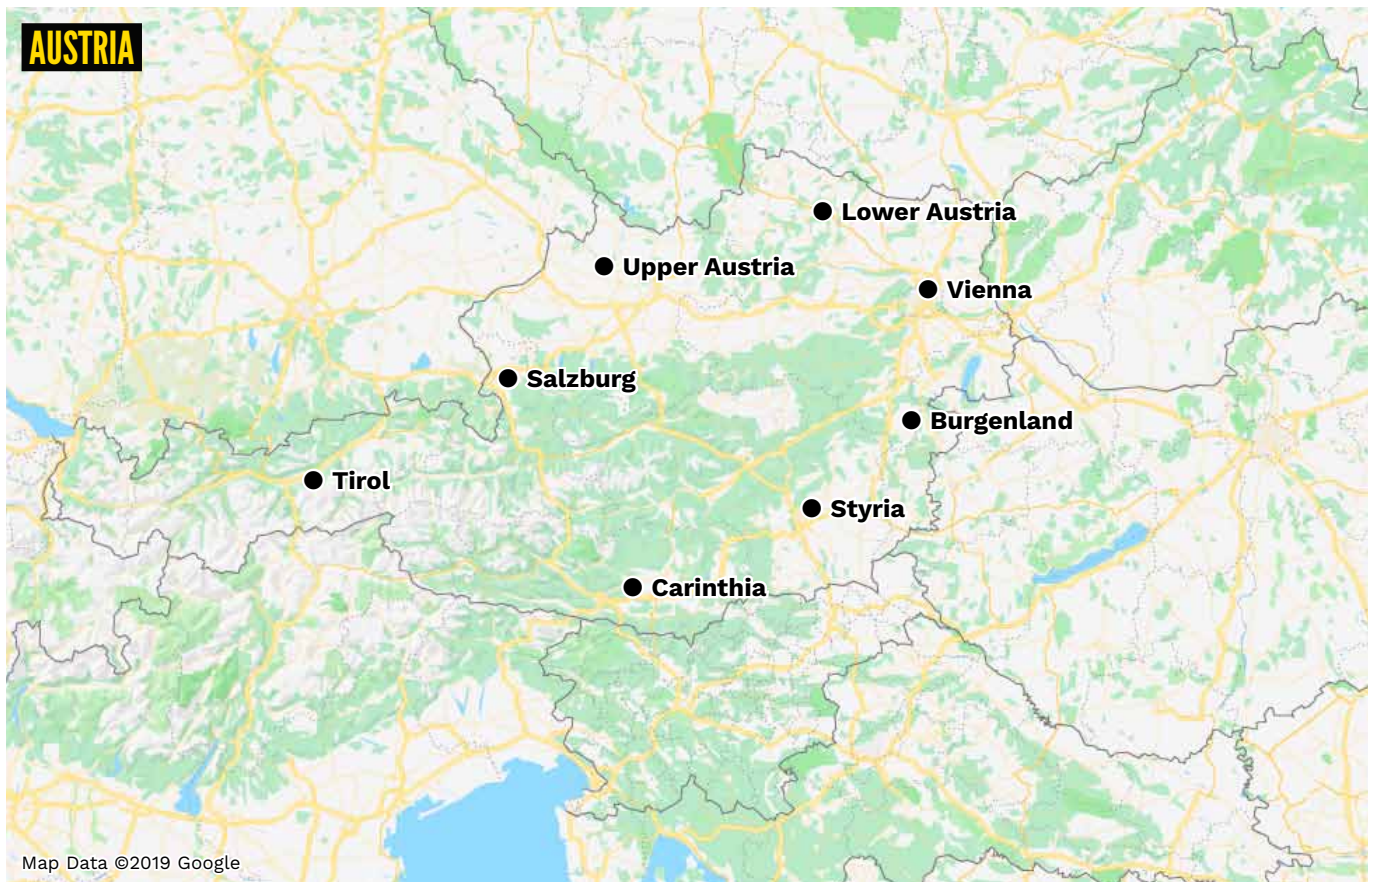 AUSTRIA
Lower Austria
Upper Austria
Vienna
Salzburg
Burgenland
Tirol
Styria
Carinthia
Map Data ©2019 Google